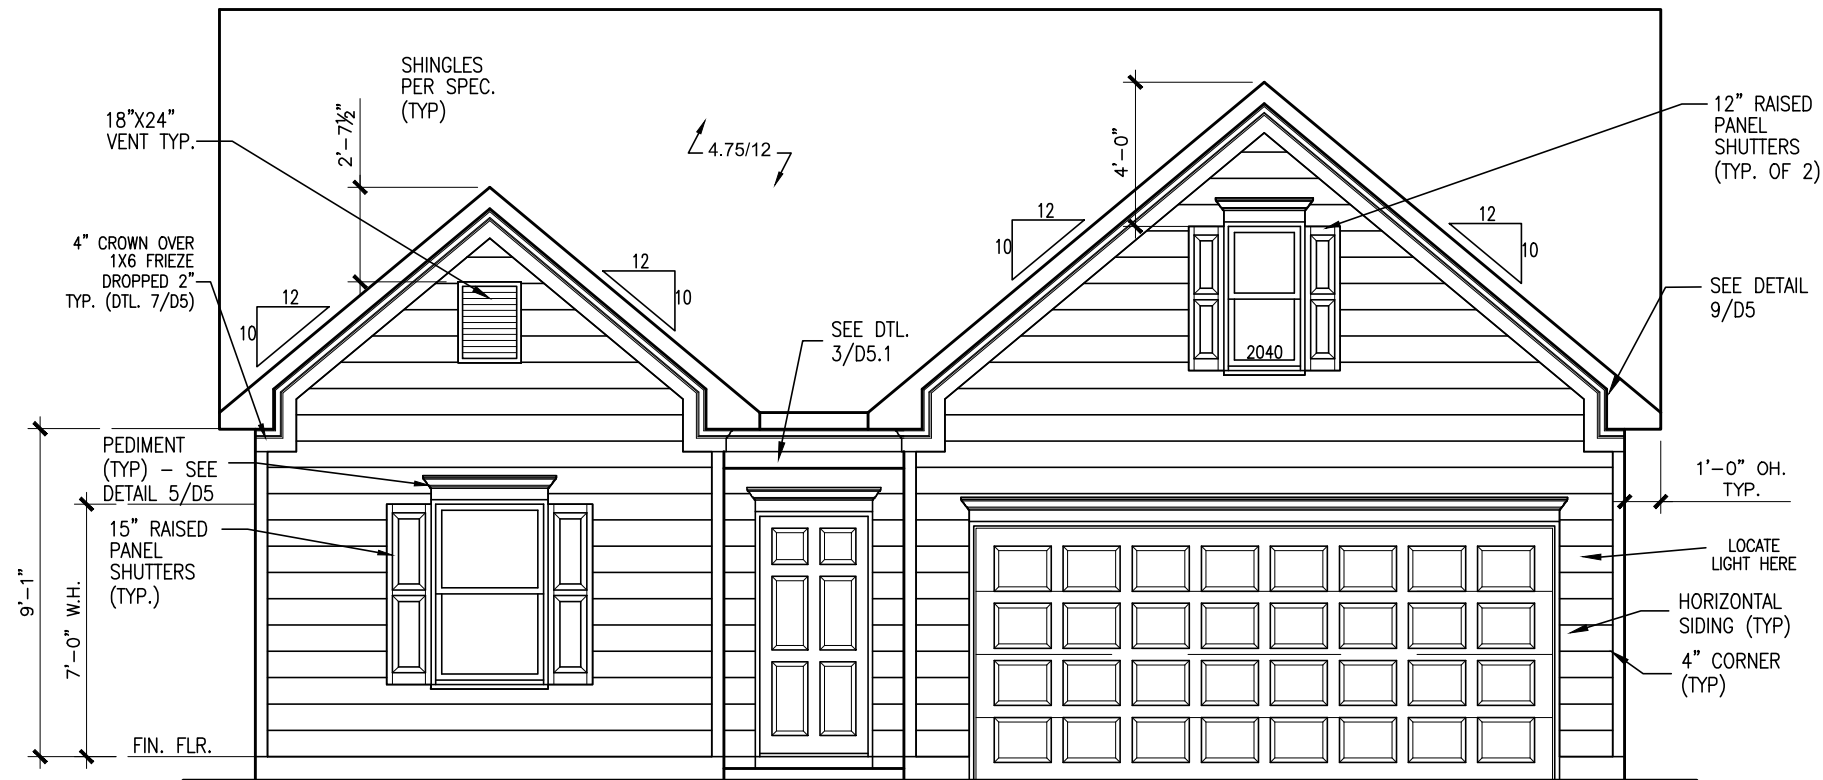 SHINGLES
PER SPEC.
(TYP)
18"X24"
VENT TYP.
2'-7½"
4.75/12
4'-0"
12" RAISED
PANEL
SHUTTERS
(TYP. OF 2)
4" CROWN OVER
1X6 FRIEZE
DROPPED 2"
TYP. (DTL. 7/D5)
12
10
12
10
12
10
12
10
SEE DTL.
3/D5.1
2040
SEE DETAIL
9/D5
PEDIMENT
(TYP) - SEE
DETAIL 5/D5
15" RAISED
PANEL
SHUTTERS
(TYP.)
9'-1"
7'-0" W.H.
FIN. FLR.
1'-0" OH.
TYP.
LOCATE
LIGHT HERE
HORIZONTAL
SIDING (TYP)
4" CORNER
(TYP)